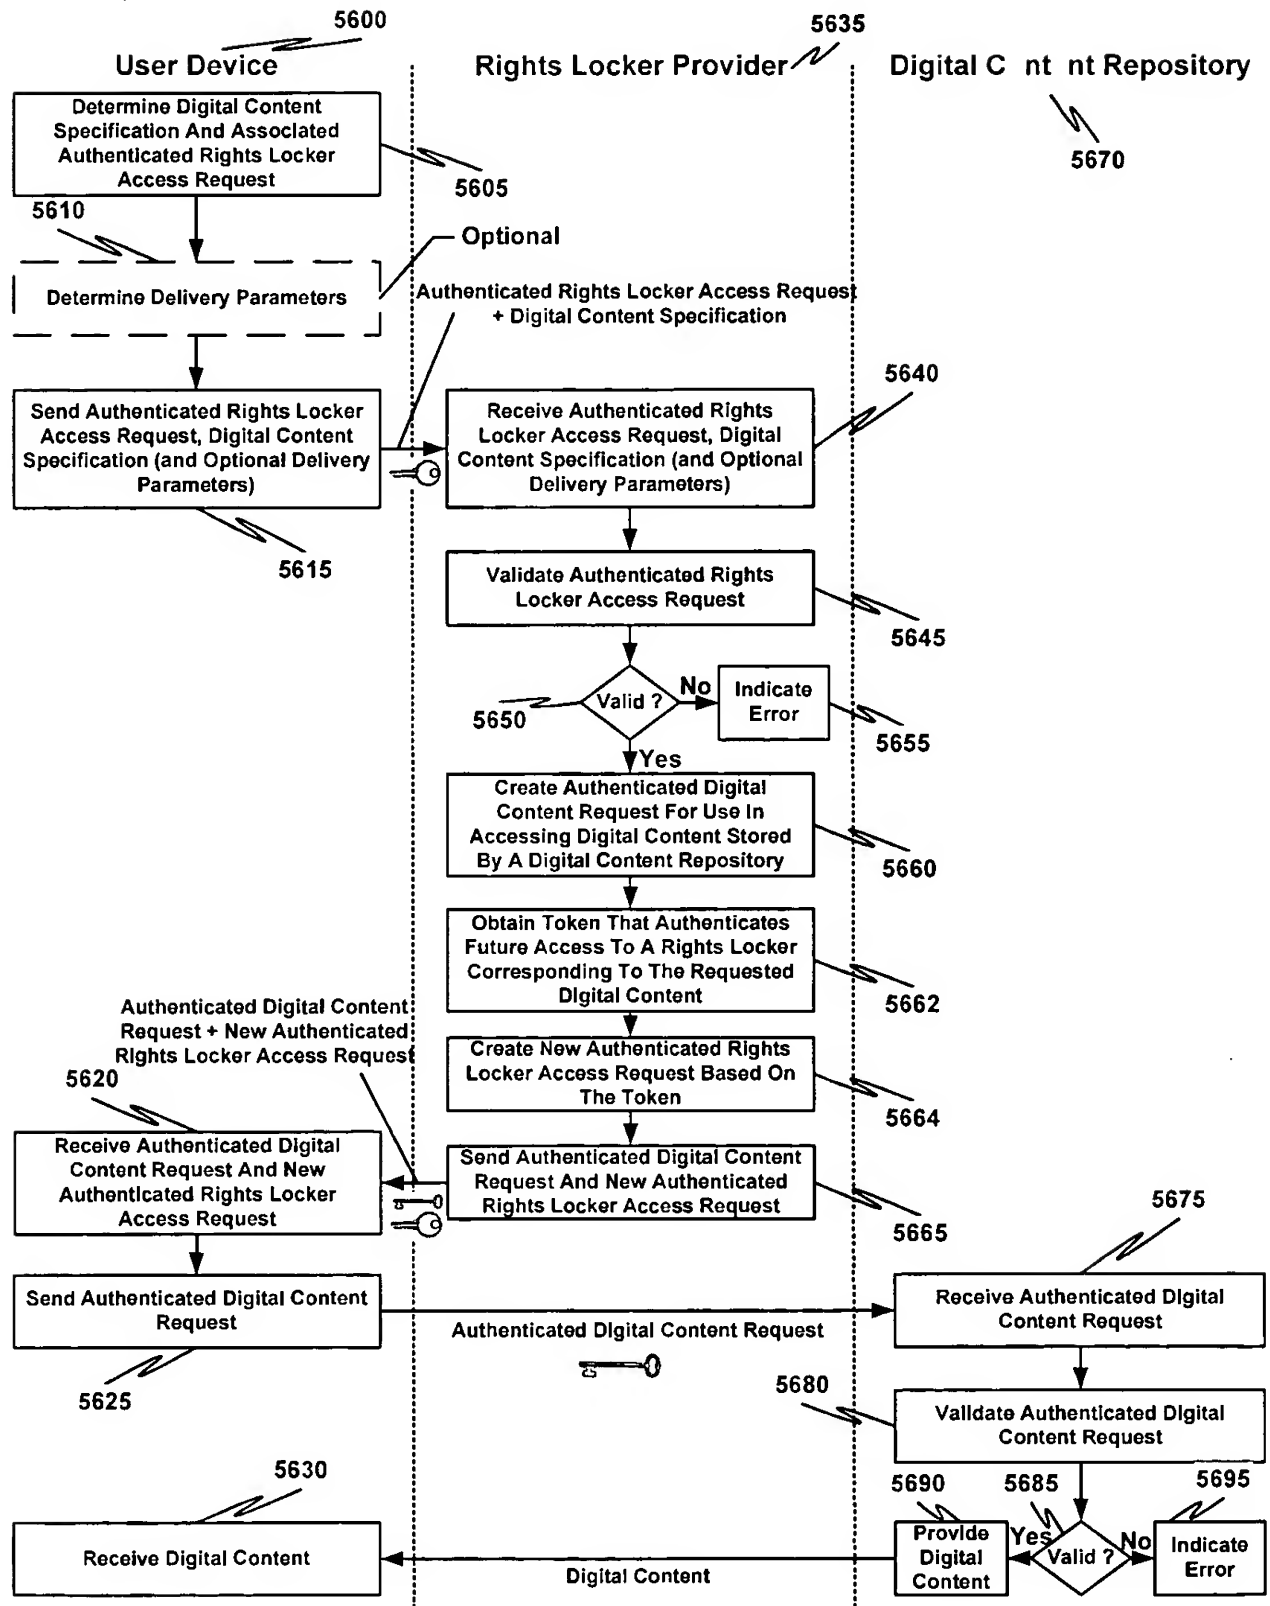 5600
5635
User Device
Rights Locker Provider
Digital C nt nt Repository
5670
Determine Digital Content
Specification And Associated
Authenticated Rights Locker
Access Request
5605
5610
Optional
Determine Delivery Parameters
Authenticated Rights Locker Access Request
+ Digital Content Specification
5640
Send Authenticated Rights Locker
Access Request, Digital Content
Specification (and Optional Delivery
Parameters)
Receive Authenticated Rights
Locker Access Request, Digital
Content Specification (and Optional
Delivery Parameters)
5615
Validate Authenticated Rights
Locker Access Request
5645
Valid ?
No
Indicate
Error
5650
5655
Yes
Create Authenticated Digital
Content Request For Use In
Accessing Digital Content Stored
By A Digital Content Repository
5660
Obtain Token That Authenticates
Future Access To A Rights Locker
Corresponding To The Requested
Digital Content
5662
Authenticated Digital Content
Request + New Authenticated
Rights Locker Access Request
Create New Authenticated Rights
Locker Access Request Based On
The Token
5664
5620
Receive Authenticated Digital
Content Request And New
Authenticated Rights Locker
Access Request
Send Authenticated Digital Content
Request And New Authenticated
Rights Locker Access Request
5665
5675
Send Authenticated Digital Content
Request
Receive Authenticated Digital
Content Request
Authenticated Digital Content Request
5625
5680
Validate Authenticated Digital
Content Request
5630
5690
5685
5695
Receive Digital Content
Digital Content
Provide
Digital
Content
Yes
Valid ?
No
Indicate
Error